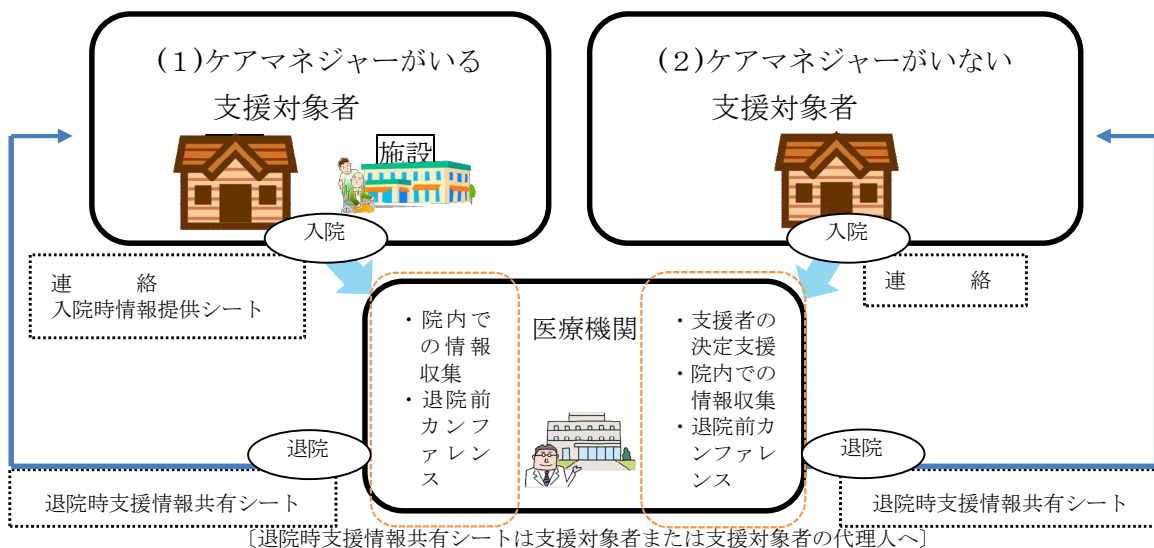 (1)ケアマネジャーがいる
支援対象者
施設
入院
連　　絡
入院時情報提供シート
(2)ケアマネジャーがいない
支援対象者
入院
連　　絡
医療機関
・院内で
の情報
収集
・退院前
カンフ
ァレン
ス
・支援者の
決定支援
・院内での
情報収集
・退院前カ
ンファレ
ンス
退院
退院時支援情報共有シート
退院
退院時支援情報共有シート
〔退院時支援情報共有シートは支援対象者または支援対象者の代理人へ〕